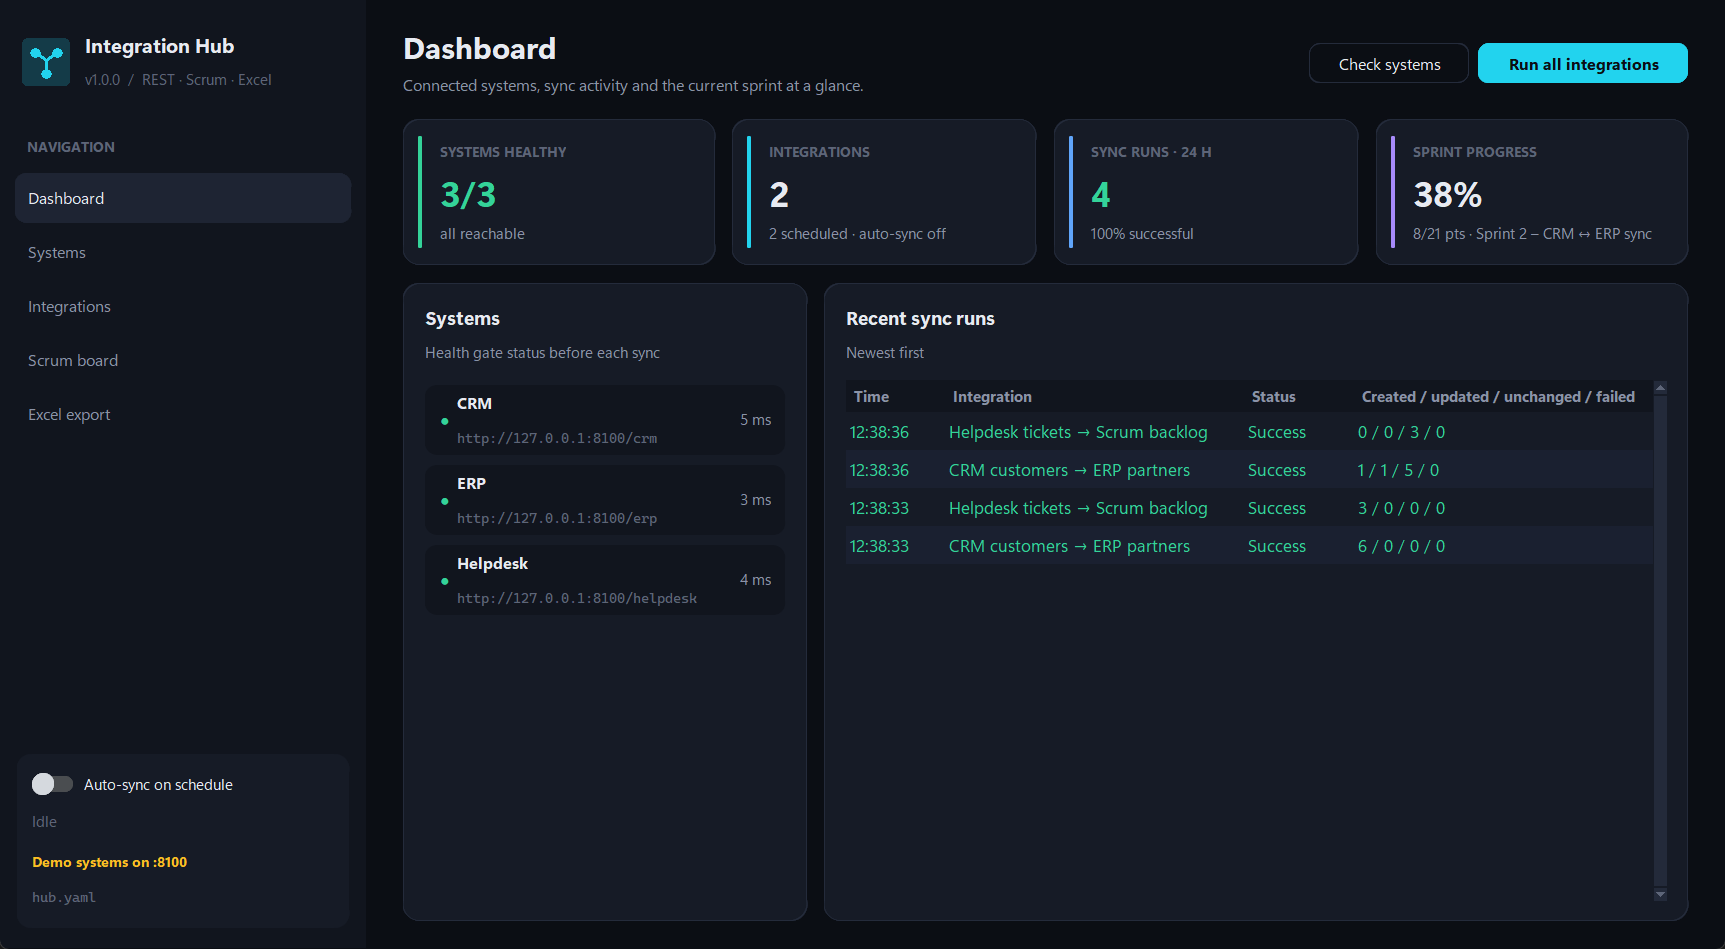 Integration Hub
v1.0.0 / REST · Scrum · Excel
NAVIGATION
Dashboard
Systems
Integrations
Scrum board
Excel export
Auto-sync on schedule
Idle
Demo systems on :8100
hub.yaml
Dashboard
Connected systems, sync activity and the current sprint at a glance.
Check systems
Run all integrations
SYSTEMS HEALTHY
3/3
all reachable
INTEGRATIONS
2
2 scheduled · auto-sync off
SYNC RUNS · 24 H
4
100% successful
SPRINT PROGRESS
38%
8/21 pts · Sprint 2 – CRM ↔ ERP sync
Systems
Health gate status before each sync
CRM
5 ms
http://127.0.0.1:8100/crm
ERP
3 ms
http://127.0.0.1:8100/erp
Helpdesk
4 ms
http://127.0.0.1:8100/helpdesk
Recent sync runs
Newest first
Time Integration Status Created / updated / unchanged / failed
12:38:36 Helpdesk tickets → Scrum backlog Success 0 / 0 / 3 / 0
12:38:36 CRM customers → ERP partners Success 1 / 1 / 5 / 0
12:38:33 Helpdesk tickets → Scrum backlog Success 3 / 0 / 0 / 0
12:38:33 CRM customers → ERP partners Success 6 / 0 / 0 / 0